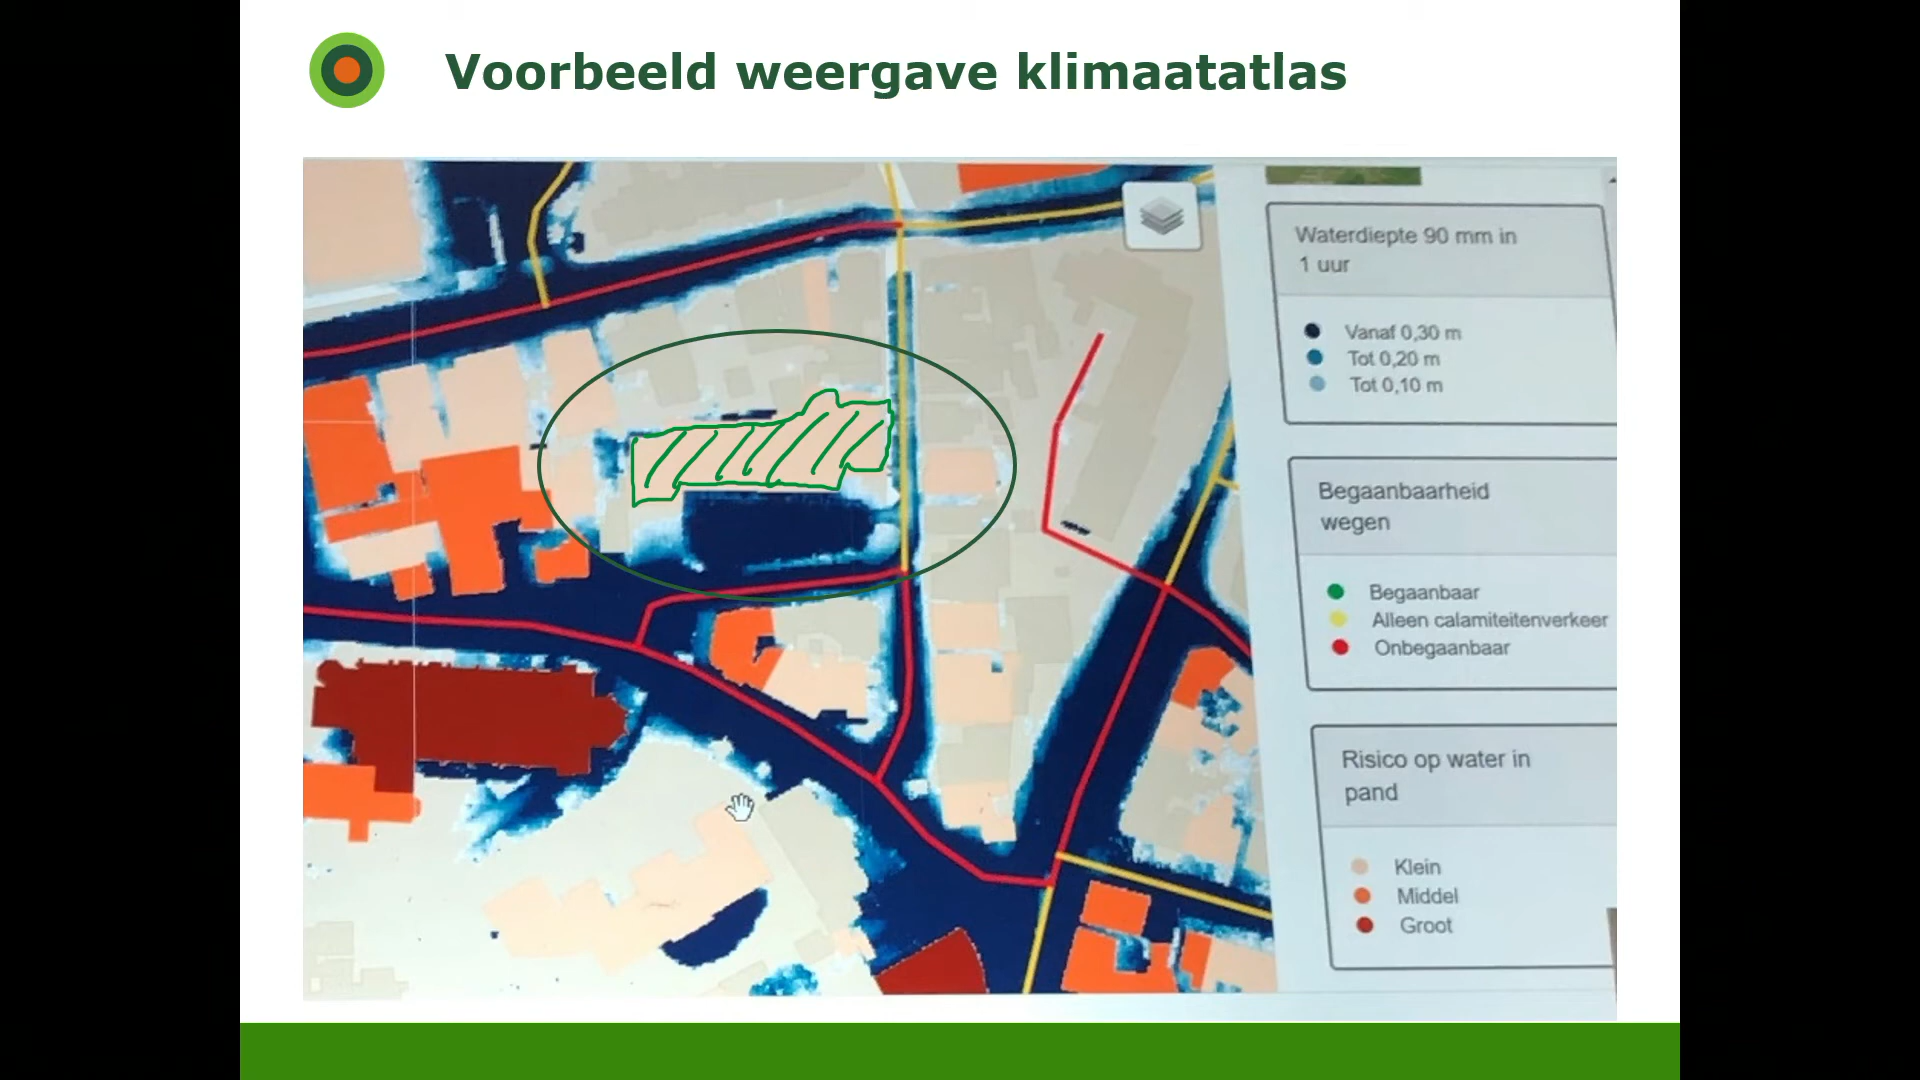 Voorbeeld weergave klimaatatlas
Waterdiepte 90 mm in
1 uur
Vanaf 0,30 m
Tot 0,20 m
Tot 0,10 m
Begaanbaarheid
wegen
Begaanbaar
Alleen calamiteitenverkeer
Onbegaanbaar
Risico op water in
pand
Klein
Middel
Groot